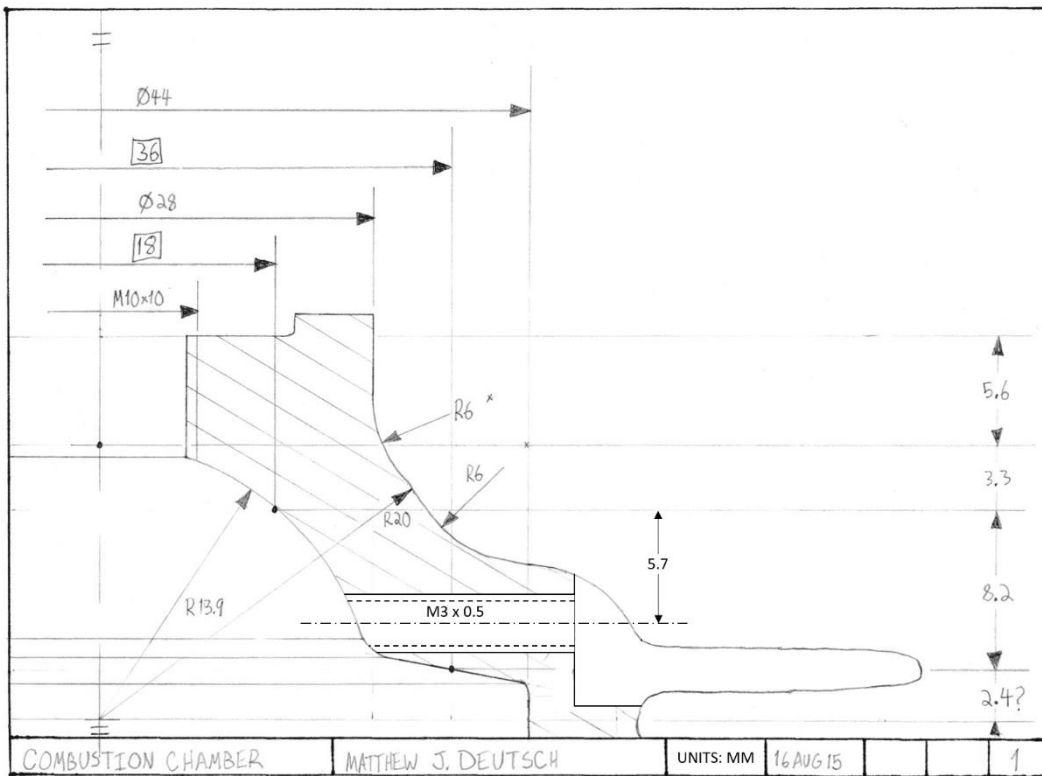 Ø44
36
Ø28
18
M10x10
5.6
R6 x
3.3
R6
R20
5.7
8.2
R13.9
M3 x 0.5
2.4?
COMBUSTION CHAMBER
MATTHEW J. DEUTSCH
UNITS: MM
16 AUG 15
1